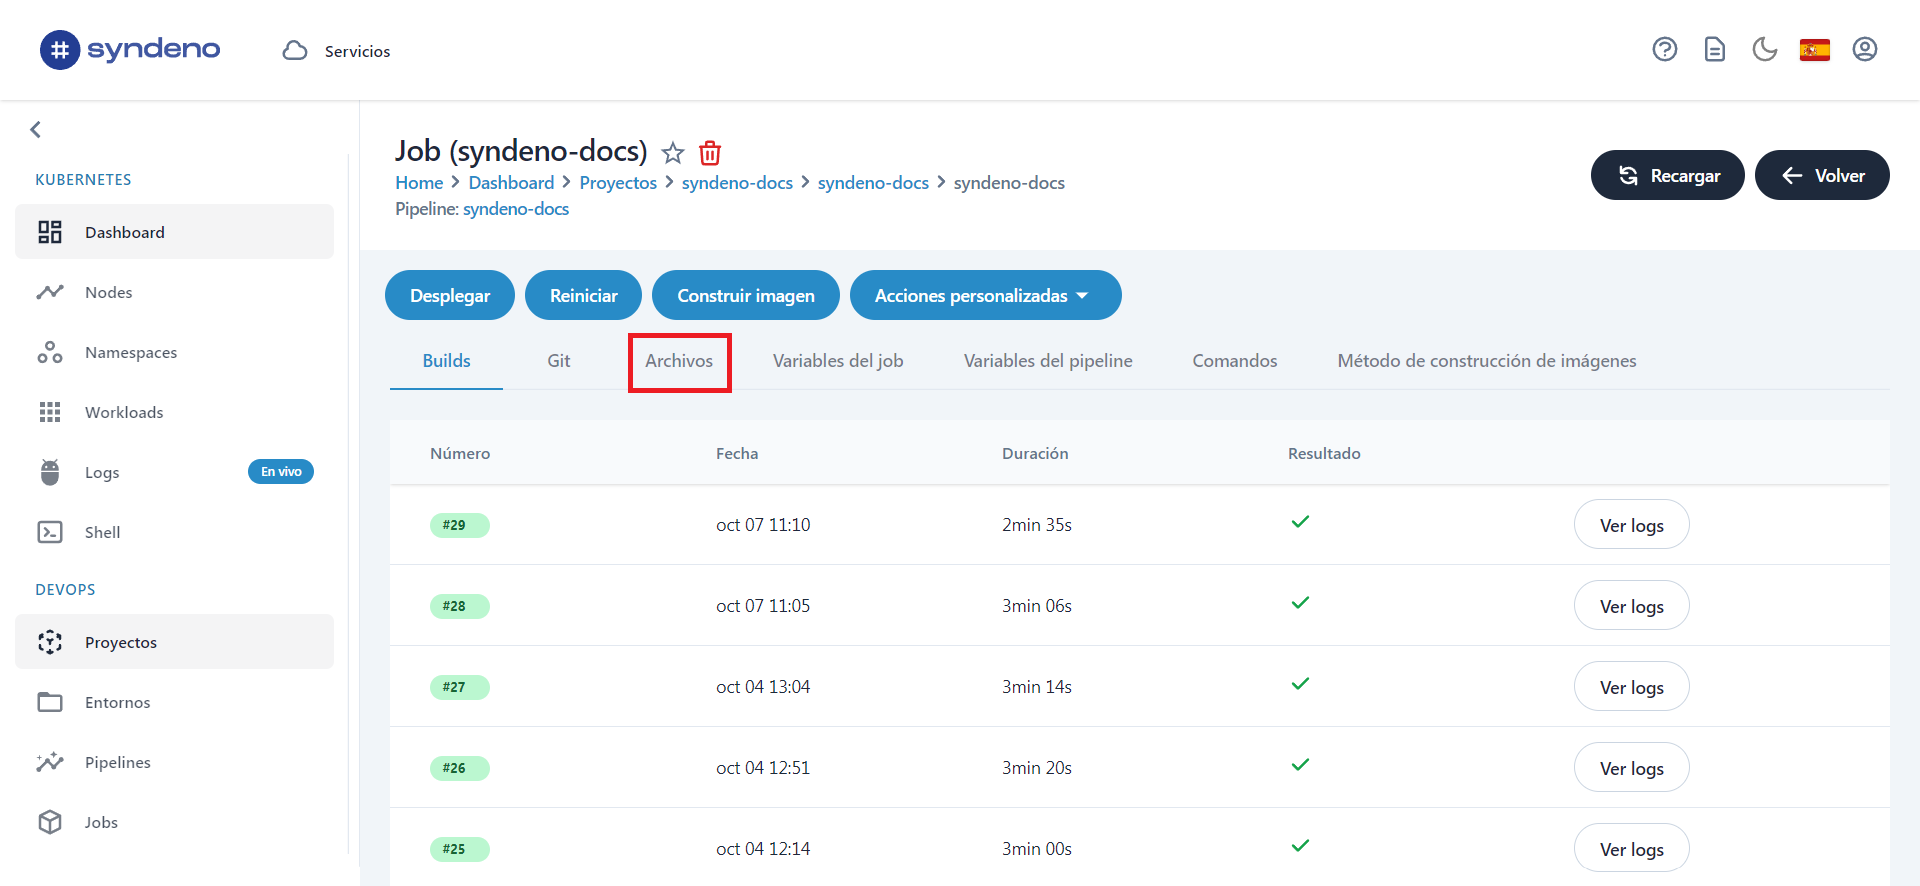 # syndeno
Servicios
KUBERNETES
Dashboard
Nodes
Namespaces
Workloads
Logs En vivo
Shell
DEVOPS
Proyectos
Entornos
Pipelines
Jobs
Job (syndeno-docs)
Home > Dashboard > Proyectos > syndeno-docs > syndeno-docs > syndeno-docs
Pipeline: syndeno-docs
Recargar
Volver
Desplegar Reiniciar Construir imagen Acciones personalizadas
Builds Git Archivos Variables del job Variables del pipeline Comandos Método de construcción de imágenes
Número Fecha Duración Resultado
#29 oct 07 11:10 2min 35s Ver logs
#28 oct 07 11:05 3min 06s Ver logs
#27 oct 04 13:04 3min 14s Ver logs
#26 oct 04 12:51 3min 20s Ver logs
#25 oct 04 12:14 3min 00s Ver logs